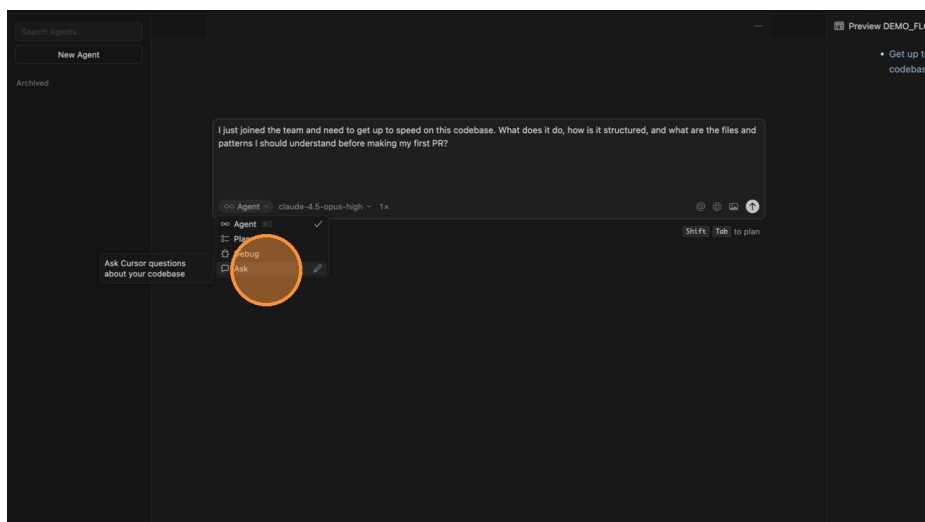 Search Agents...
New Agent
Archived
...
Preview DEMO_FL
• Get up t
codebas
I just joined the team and need to get up to speed on this codebase. What does it do, how is it structured, and what are the files and
patterns I should understand before making my first PR?
Agent claude-4.5-opus-high 1x
Agent ⌘I
Plan
Debug
Ask
Shift Tab to plan
Ask Cursor questions
about your codebase